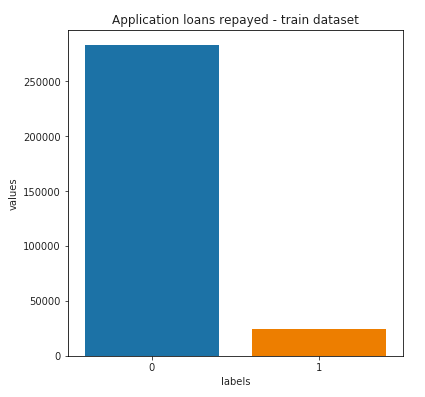 Application loans repayed - train dataset
250000
200000
150000
100000
50000
0
values
0 1
labels